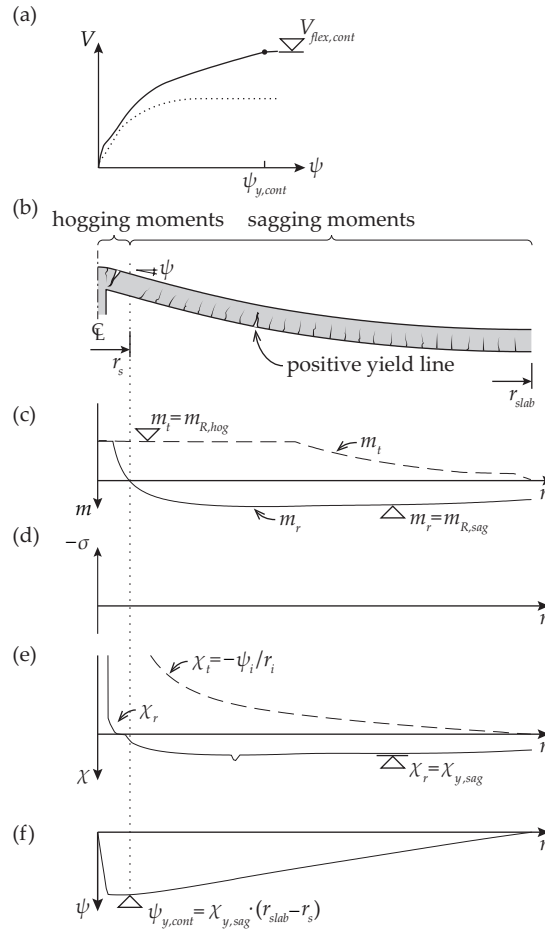 (a)
V
V_flex,cont
ψ_y,cont
ψ
(b)
hogging moments
sagging moments
ψ
℄
r_s
positive yield line
r_slab
(c)
m_t=m_R,hog
m_t
r
m
m_r
m_r=m_R,sag
(d)
−σ
r
(e)
χ_t=−ψ_i/r_i
χ_r
r
χ
χ_r=χ_y,sag
(f)
r
ψ
ψ_y,cont=χ_y,sag·(r_slab−r_s)